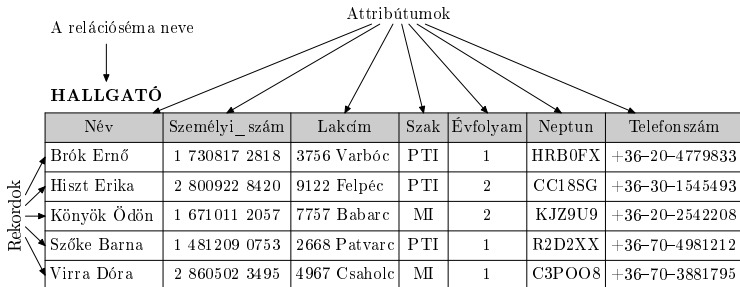 Attribútumok
A relációséma neve
HALLGATÓ
Név Személyi_szám Lakcím Szak Évfolyam Neptun Telefonszám
Rekordok
Brók Ernő 1 730817 2818 3756 Varbóc PTI 1 HRB0FX +36–20–4779833
Hiszt Erika 2 800922 8420 9122 Felpéc PTI 2 CC18SG +36–30–1545493
Könyök Ödön 1 671011 2057 7757 Babarc MI 2 KJZ9U9 +36–20–2542208
Szőke Barna 1 481209 0753 2668 Patvarc PTI 1 R2D2XX +36–70–4981212
Virra Dóra 2 860502 3495 4967 Csaholc MI 1 C3POO8 +36–70–3881795